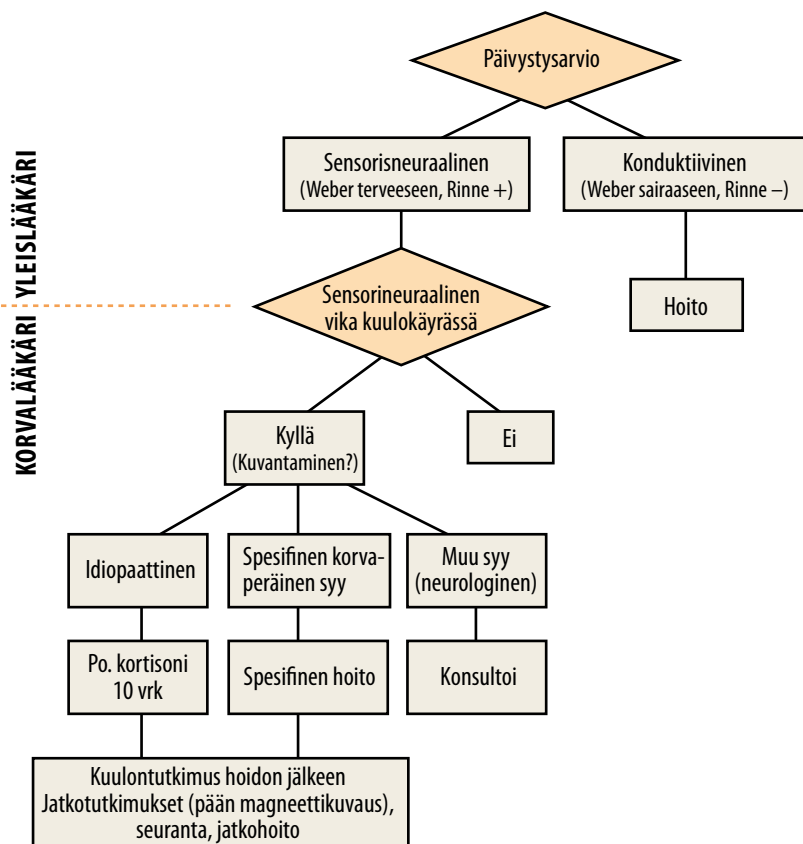 Päivystysarvio
YLEISLÄÄKÄRI
Sensorisneuraalinen
(Weber terveeseen, Rinne +)
Konduktiivinen
(Weber sairaaseen, Rinne –)
Sensorineuraalinen
vika kuulokäyrässä
Hoito
KORVALÄÄKÄRI
Kyllä
(Kuvantaminen?)
Ei
Idiopaattinen
Spesifinen korva-
peräinen syy
Muu syy
(neurologinen)
Po. kortisoni
10 vrk
Spesifinen hoito
Konsultoi
Kuulontutkimus hoidon jälkeen
Jatkotutkimukset (pään magneettikuvaus),
seuranta, jatkohoito